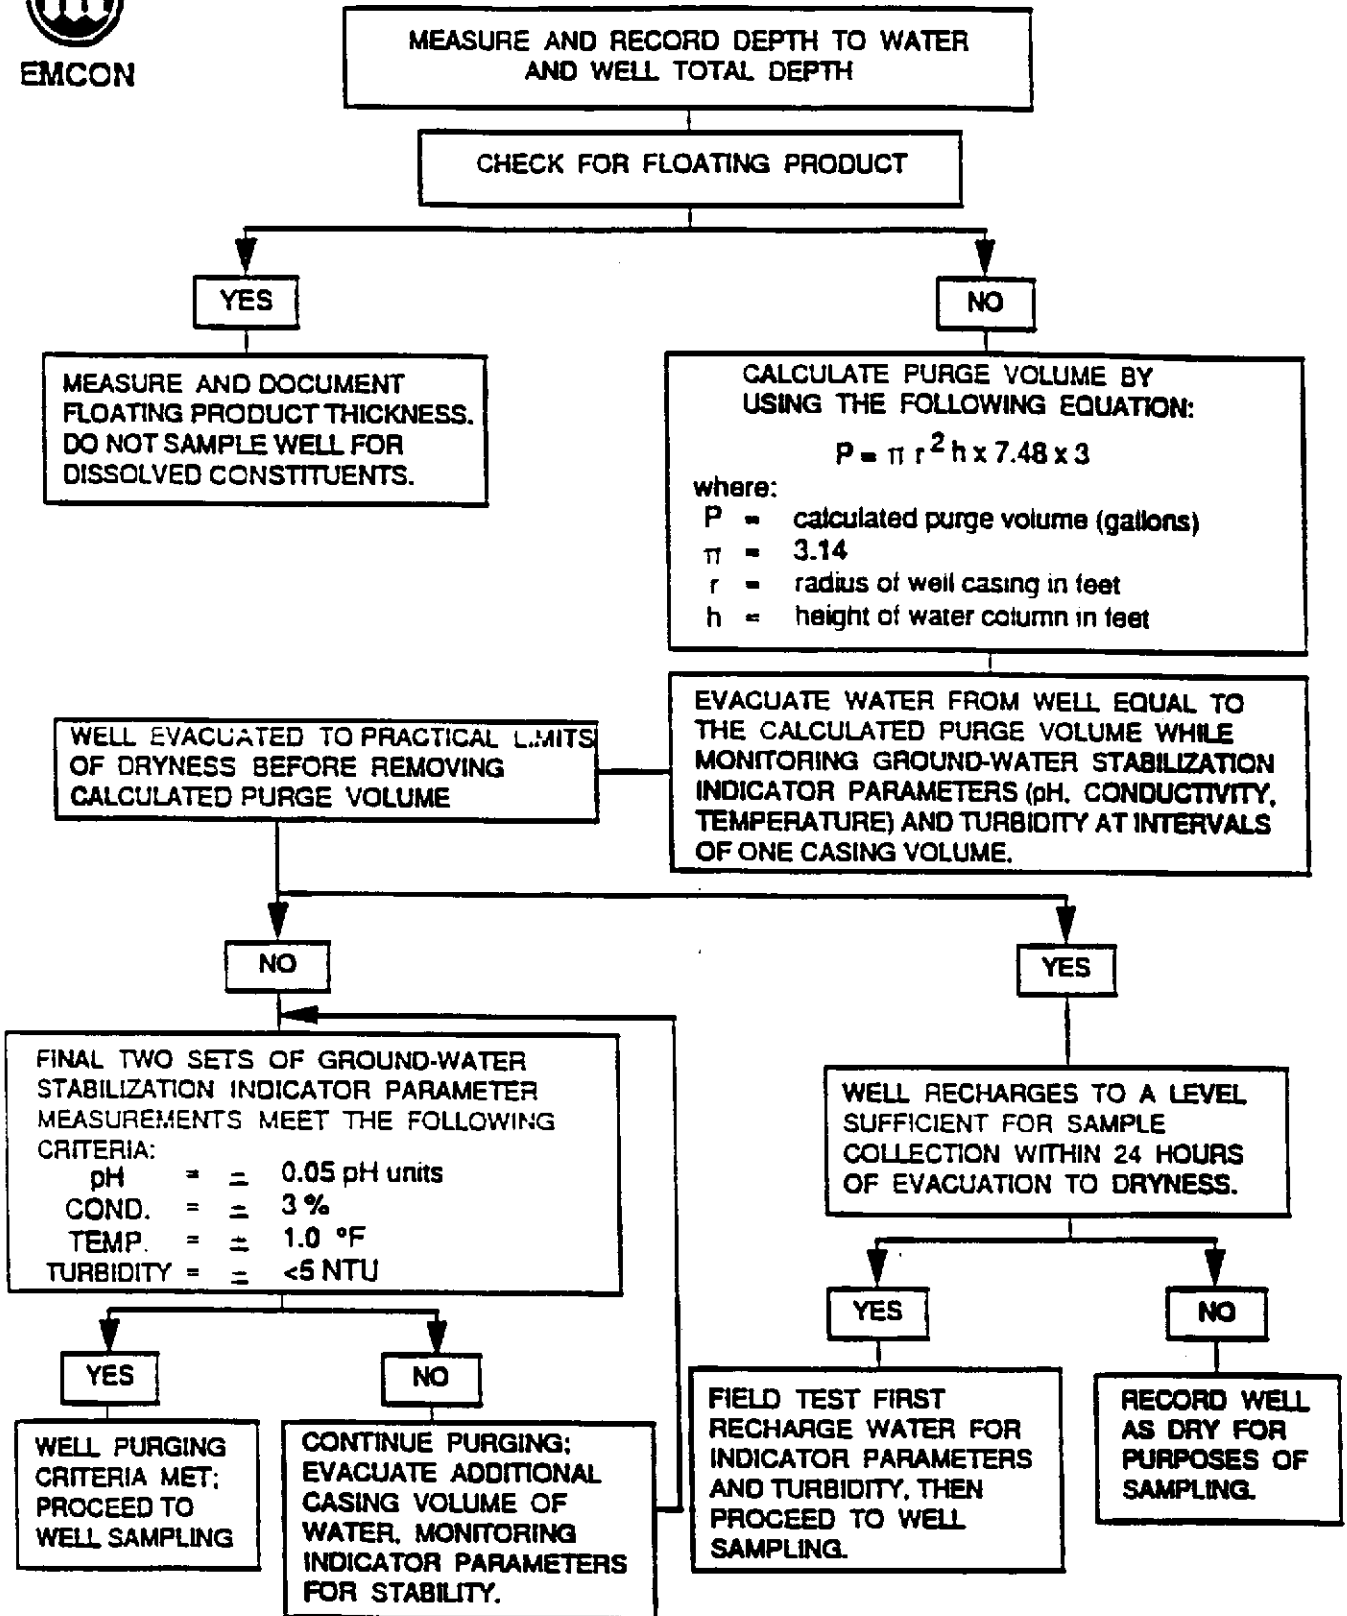 EMCON
MEASURE AND RECORD DEPTH TO WATER
AND WELL TOTAL DEPTH
CHECK FOR FLOATING PRODUCT
YES
NO
MEASURE AND DOCUMENT
FLOATING PRODUCT THICKNESS.
DO NOT SAMPLE WELL FOR
DISSOLVED CONSTITUENTS.
CALCULATE PURGE VOLUME BY
USING THE FOLLOWING EQUATION:
P = π r² h x 7.48 x 3
where:
P = calculated purge volume (gallons)
π = 3.14
r = radius of well casing in feet
h = height of water column in feet
EVACUATE WATER FROM WELL EQUAL TO
THE CALCULATED PURGE VOLUME WHILE
MONITORING GROUND-WATER STABILIZATION
INDICATOR PARAMETERS (pH, CONDUCTIVITY,
TEMPERATURE) AND TURBIDITY AT INTERVALS
OF ONE CASING VOLUME.
WELL EVACUATED TO PRACTICAL LIMITS
OF DRYNESS BEFORE REMOVING
CALCULATED PURGE VOLUME
NO
YES
FINAL TWO SETS OF GROUND-WATER
STABILIZATION INDICATOR PARAMETER
MEASUREMENTS MEET THE FOLLOWING
CRITERIA:
pH = ± 0.05 pH units
COND. = ± 3 %
TEMP. = ± 1.0 °F
TURBIDITY = ± <5 NTU
WELL RECHARGES TO A LEVEL
SUFFICIENT FOR SAMPLE
COLLECTION WITHIN 24 HOURS
OF EVACUATION TO DRYNESS.
YES
NO
YES
NO
WELL PURGING
CRITERIA MET;
PROCEED TO
WELL SAMPLING
CONTINUE PURGING;
EVACUATE ADDITIONAL
CASING VOLUME OF
WATER, MONITORING
INDICATOR PARAMETERS
FOR STABILITY.
FIELD TEST FIRST
RECHARGE WATER FOR
INDICATOR PARAMETERS
AND TURBIDITY, THEN
PROCEED TO WELL
SAMPLING.
RECORD WELL
AS DRY FOR
PURPOSES OF
SAMPLING.